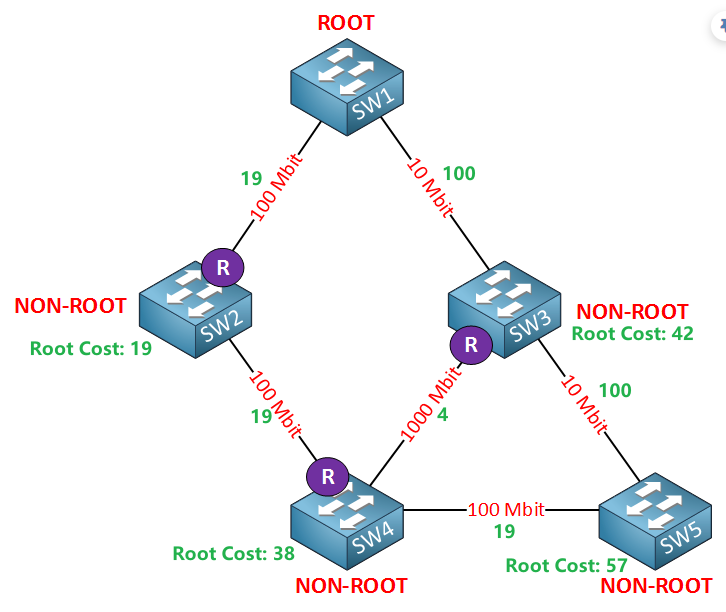 ROOT
SW1
19
100 Mbit
100
10 Mbit
R
NON-ROOT
SW2
Root Cost: 19
NON-ROOT
SW3
Root Cost: 42
R
100 Mbit
19
1000 Mbit
4
10 Mbit
100
R
SW4
Root Cost: 38
NON-ROOT
100 Mbit
19
SW5
Root Cost: 57
NON-ROOT